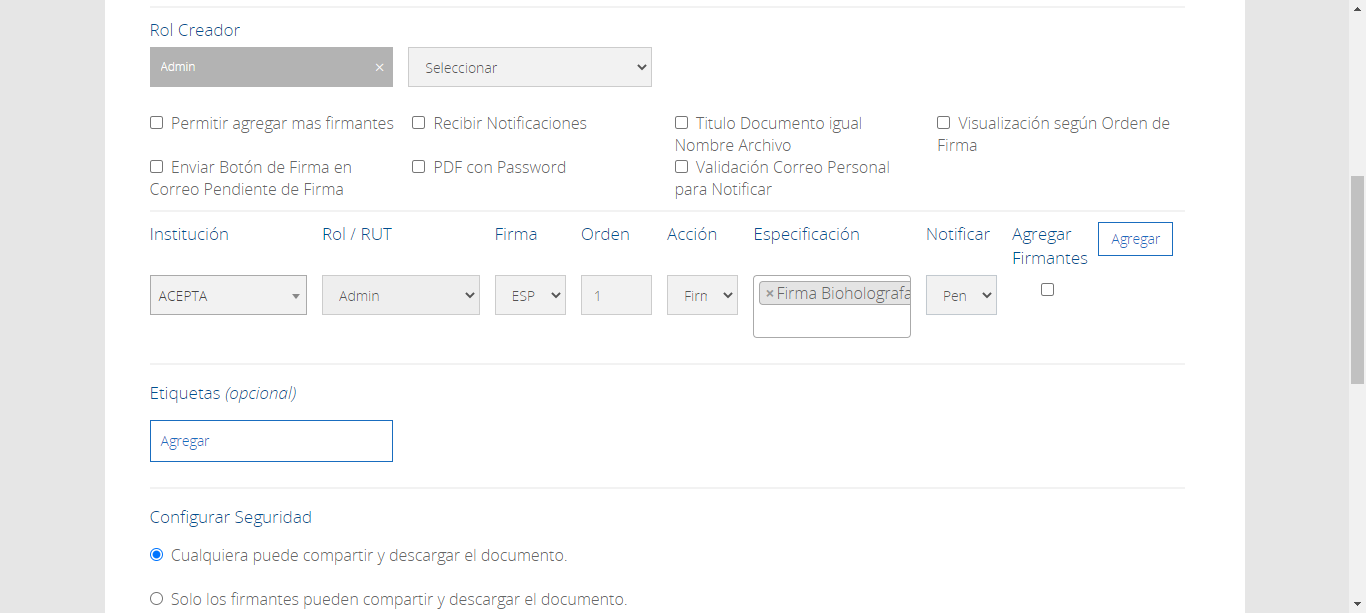 Rol Creador
Admin × Seleccionar
Permitir agregar mas firmantes Recibir Notificaciones Titulo Documento igual Nombre Archivo Visualización según Orden de Firma
Enviar Botón de Firma en Correo Pendiente de Firma PDF con Password Validación Correo Personal para Notificar
Institución Rol / RUT Firma Orden Acción Especificación Notificar Agregar Firmantes Agregar
ACEPTA Admin ESP 1 Firn × Firma Bioholografa Pen
Etiquetas (opcional)
Agregar
Configurar Seguridad
Cualquiera puede compartir y descargar el documento.
Solo los firmantes pueden compartir y descargar el documento.